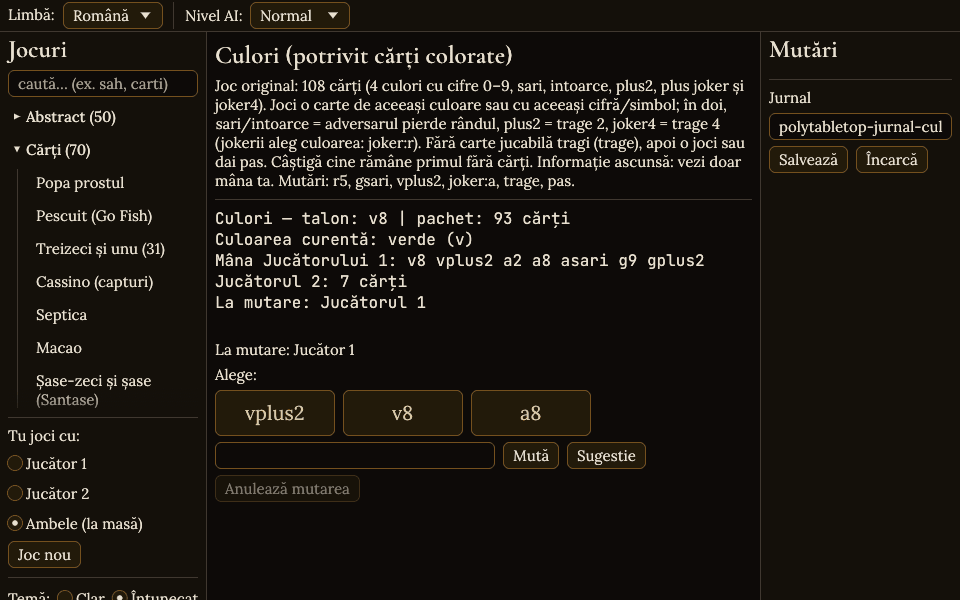 Limbă: Română ▼ Nivel AI: Normal ▼
Jocuri
caută... (ex. sah, carti)
▸ Abstract (50)
▾ Cărți (70)
Popa prostul
Pescuit (Go Fish)
Treizeci și unu (31)
Cassino (capturi)
Septica
Macao
Șase-zeci și șase
(Santase)
Tu joci cu:
Jucător 1
Jucător 2
Ambele (la masă)
Joc nou
Temă: Clar Întunecat
Culori (potrivit cărți colorate)
Joc original: 108 cărți (4 culori cu cifre 0–9, sari, intoarce, plus2, plus joker și
joker4). Joci o carte de aceeași culoare sau cu aceeași cifră/simbol; în doi,
sari/intoarce = adversarul pierde rândul, plus2 = trage 2, joker4 = trage 4
(jokerii aleg culoarea: joker:r). Fără carte jucabilă tragi (trage), apoi o joci sau
dai pas. Câștigă cine rămâne primul fără cărți. Informație ascunsă: vezi doar
mâna ta. Mutări: r5, gsari, vplus2, joker:a, trage, pas.
Culori — talon: v8 | pachet: 93 cărți
Culoarea curentă: verde (v)
Mâna Jucătorului 1: v8 vplus2 a2 a8 asari g9 gplus2
Jucătorul 2: 7 cărți
La mutare: Jucătorul 1
La mutare: Jucător 1
Alege:
vplus2 v8 a8
Mută Sugestie
Anulează mutarea
Mutări
Jurnal
polytabletop-jurnal-cul
Salvează Încarcă